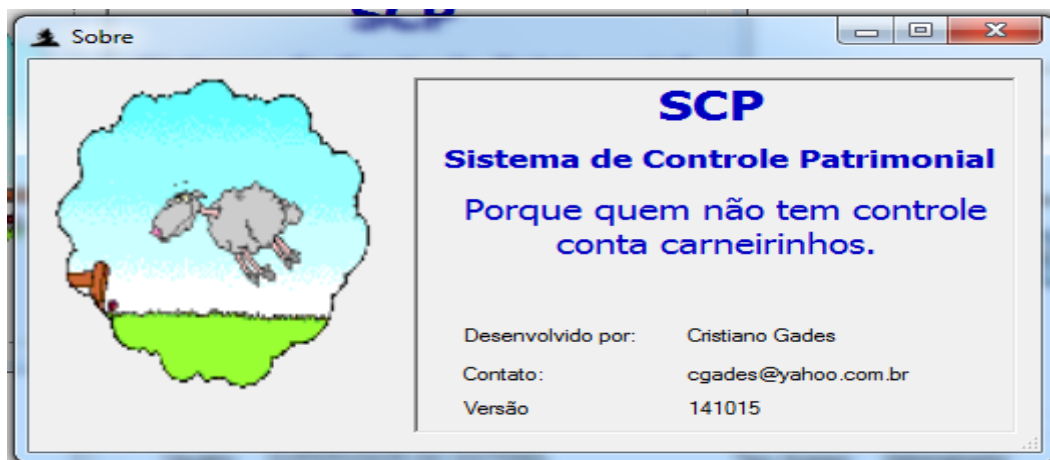 SCP
Sobre
SCP
Sistema de Controle Patrimonial
Porque quem não tem controle
conta carneirinhos.
Desenvolvido por: Cristiano Gades
Contato: cgades@yahoo.com.br
Versão 141015